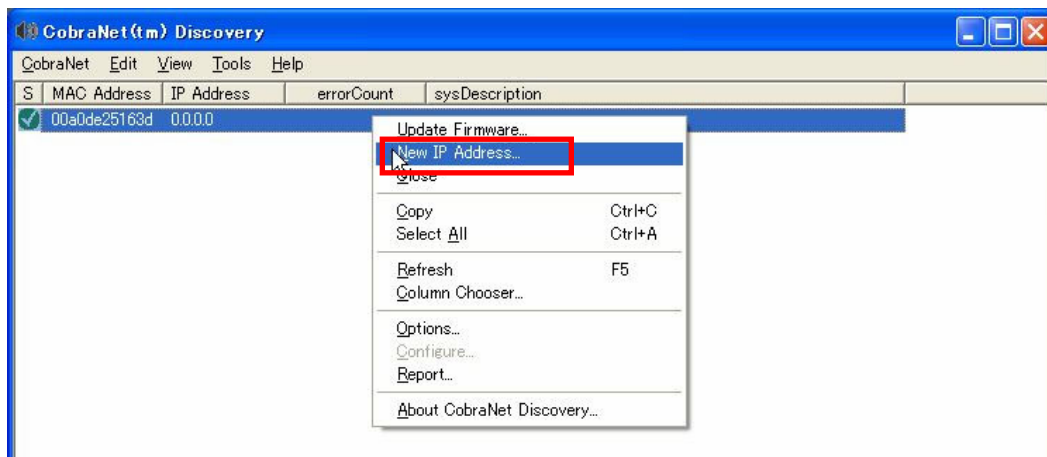 CobraNet(tm) Discovery
CobraNet Edit View Tools Help
S MAC Address IP Address errorCount sysDescription
00a0de25163d 0.0.0.0
Update Firmware...
New IP Address...
Close
Copy Ctrl+C
Select All Ctrl+A
Refresh F5
Column Chooser...
Options...
Configure...
Report...
About CobraNet Discovery...